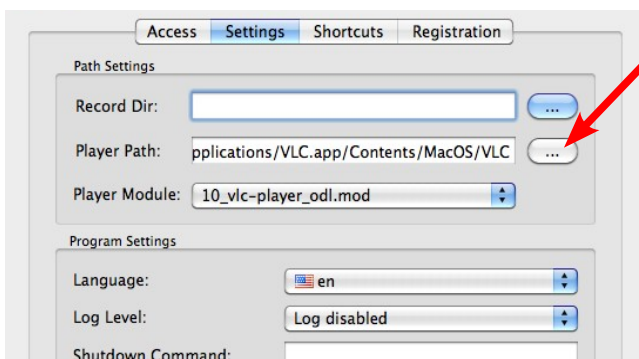 Access Settings Shortcuts Registration
Path Settings
Record Dir: ...
Player Path: pplications/VLC.app/Contents/MacOS/VLC ...
Player Module: 10_vlc-player_odl.mod
Program Settings
Language: en
Log Level: Log disabled
Shutdown Command: